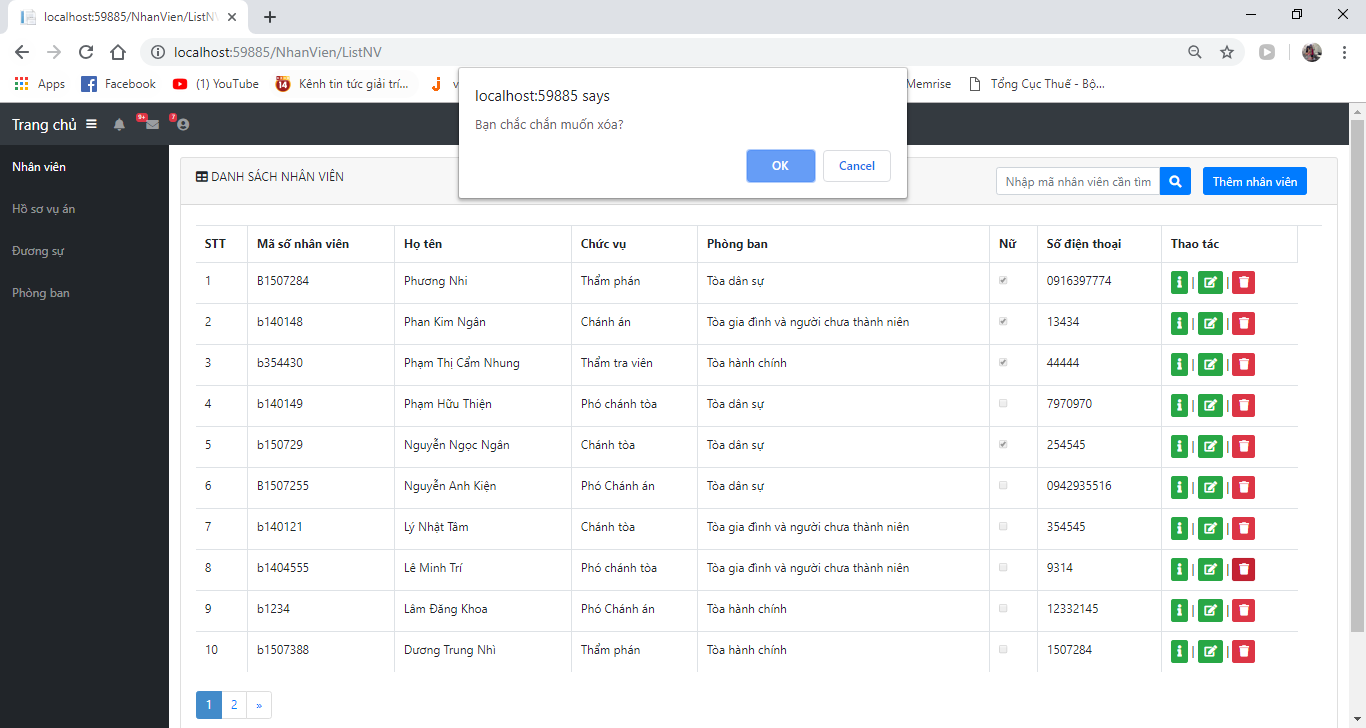 localhost:59885/NhanVien/ListNV
localhost:59885/NhanVien/ListNV
Apps Facebook (1) YouTube Kênh tin tức giải trí... Memrise Tổng Cục Thuế - Bộ...
localhost:59885 says
Bạn chắc chắn muốn xóa?
OK Cancel
Trang chủ 9+ 7
Nhân viên
Hồ sơ vụ án
Đương sự
Phòng ban
DANH SÁCH NHÂN VIÊN Nhập mã nhân viên cần tìm Thêm nhân viên
STT Mã số nhân viên Họ tên Chức vụ Phòng ban Nữ Số điện thoại Thao tác
1 B1507284 Phương Nhi Thẩm phán Tòa dân sự 0916397774 | |
2 b140148 Phan Kim Ngân Chánh án Tòa gia đình và người chưa thành niên 13434 | |
3 b354430 Phạm Thị Cẩm Nhung Thẩm tra viên Tòa hành chính 44444 | |
4 b140149 Phạm Hữu Thiện Phó chánh tòa Tòa dân sự 7970970 | |
5 b150729 Nguyễn Ngọc Ngân Chánh tòa Tòa dân sự 254545 | |
6 B1507255 Nguyễn Anh Kiện Phó Chánh án Tòa dân sự 0942935516 | |
7 b140121 Lý Nhật Tâm Chánh tòa Tòa gia đình và người chưa thành niên 354545 | |
8 b1404555 Lê Minh Trí Phó chánh tòa Tòa gia đình và người chưa thành niên 9314 | |
9 b1234 Lâm Đăng Khoa Phó Chánh án Tòa hành chính 12332145 | |
10 b1507388 Dương Trung Nhì Thẩm phán Tòa hành chính 1507284 | |
1 2 »